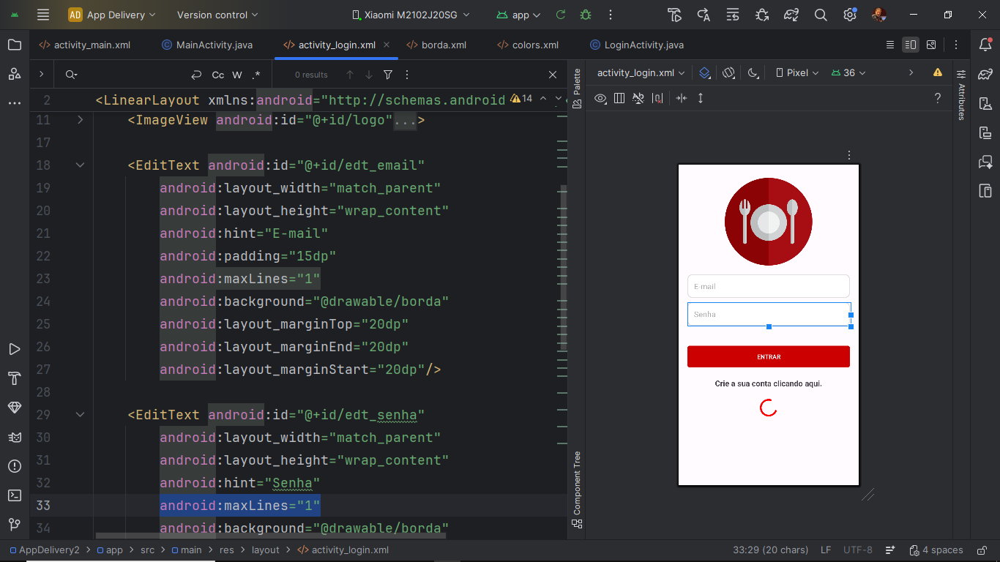 AD App Delivery Version control Xiaomi M2102J20SG app
activity_main.xml MainActivity.java activity_login.xml borda.xml colors.xml LoginActivity.java
Cc W .* 0 results
activity_login.xml Pixel 36
Palette
Attributes
Component Tree
2 <LinearLayout xmlns:android="http://schemas.android 14
11 <ImageView android:id="@+id/logo"...>
17
18 <EditText android:id="@+id/edt_email"
19 android:layout_width="match_parent"
20 android:layout_height="wrap_content"
21 android:hint="E-mail"
22 android:padding="15dp"
23 android:maxLines="1"
24 android:background="@drawable/borda"
25 android:layout_marginTop="20dp"
26 android:layout_marginEnd="20dp"
27 android:layout_marginStart="20dp"/>
28
29 <EditText android:id="@+id/edt_senha"
30 android:layout_width="match_parent"
31 android:layout_height="wrap_content"
32 android:hint="Senha"
33 android:maxLines="1"
34 android:background="@drawable/borda"
E-mail
Senha
ENTRAR
Crie a sua conta clicando aqui.
AppDelivery2 > app > src > main > res > layout > activity_login.xml 33:29 (20 chars) LF UTF-8 4 spaces